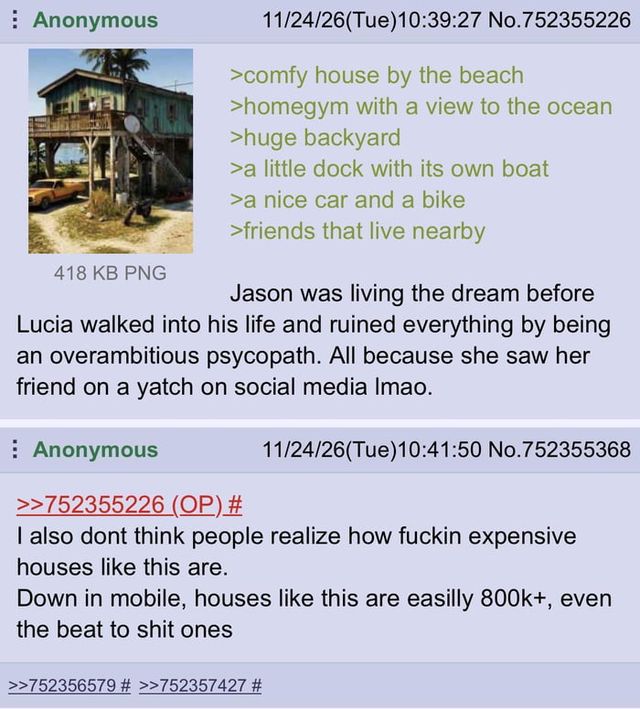 Anonymous 11/24/26(Tue)10:39:27 No.752355226
>comfy house by the beach
>homegym with a view to the ocean
>huge backyard
>a little dock with its own boat
>a nice car and a bike
>friends that live nearby
418 KB PNG
Jason was living the dream before
Lucia walked into his life and ruined everything by being
an overambitious psycopath. All because she saw her
friend on a yatch on social media lmao.
Anonymous 11/24/26(Tue)10:41:50 No.752355368
>>752355226 (OP) #
I also dont think people realize how fuckin expensive
houses like this are.
Down in mobile, houses like this are easilly 800k+, even
the beat to shit ones
>>752356579 # >>752357427 #